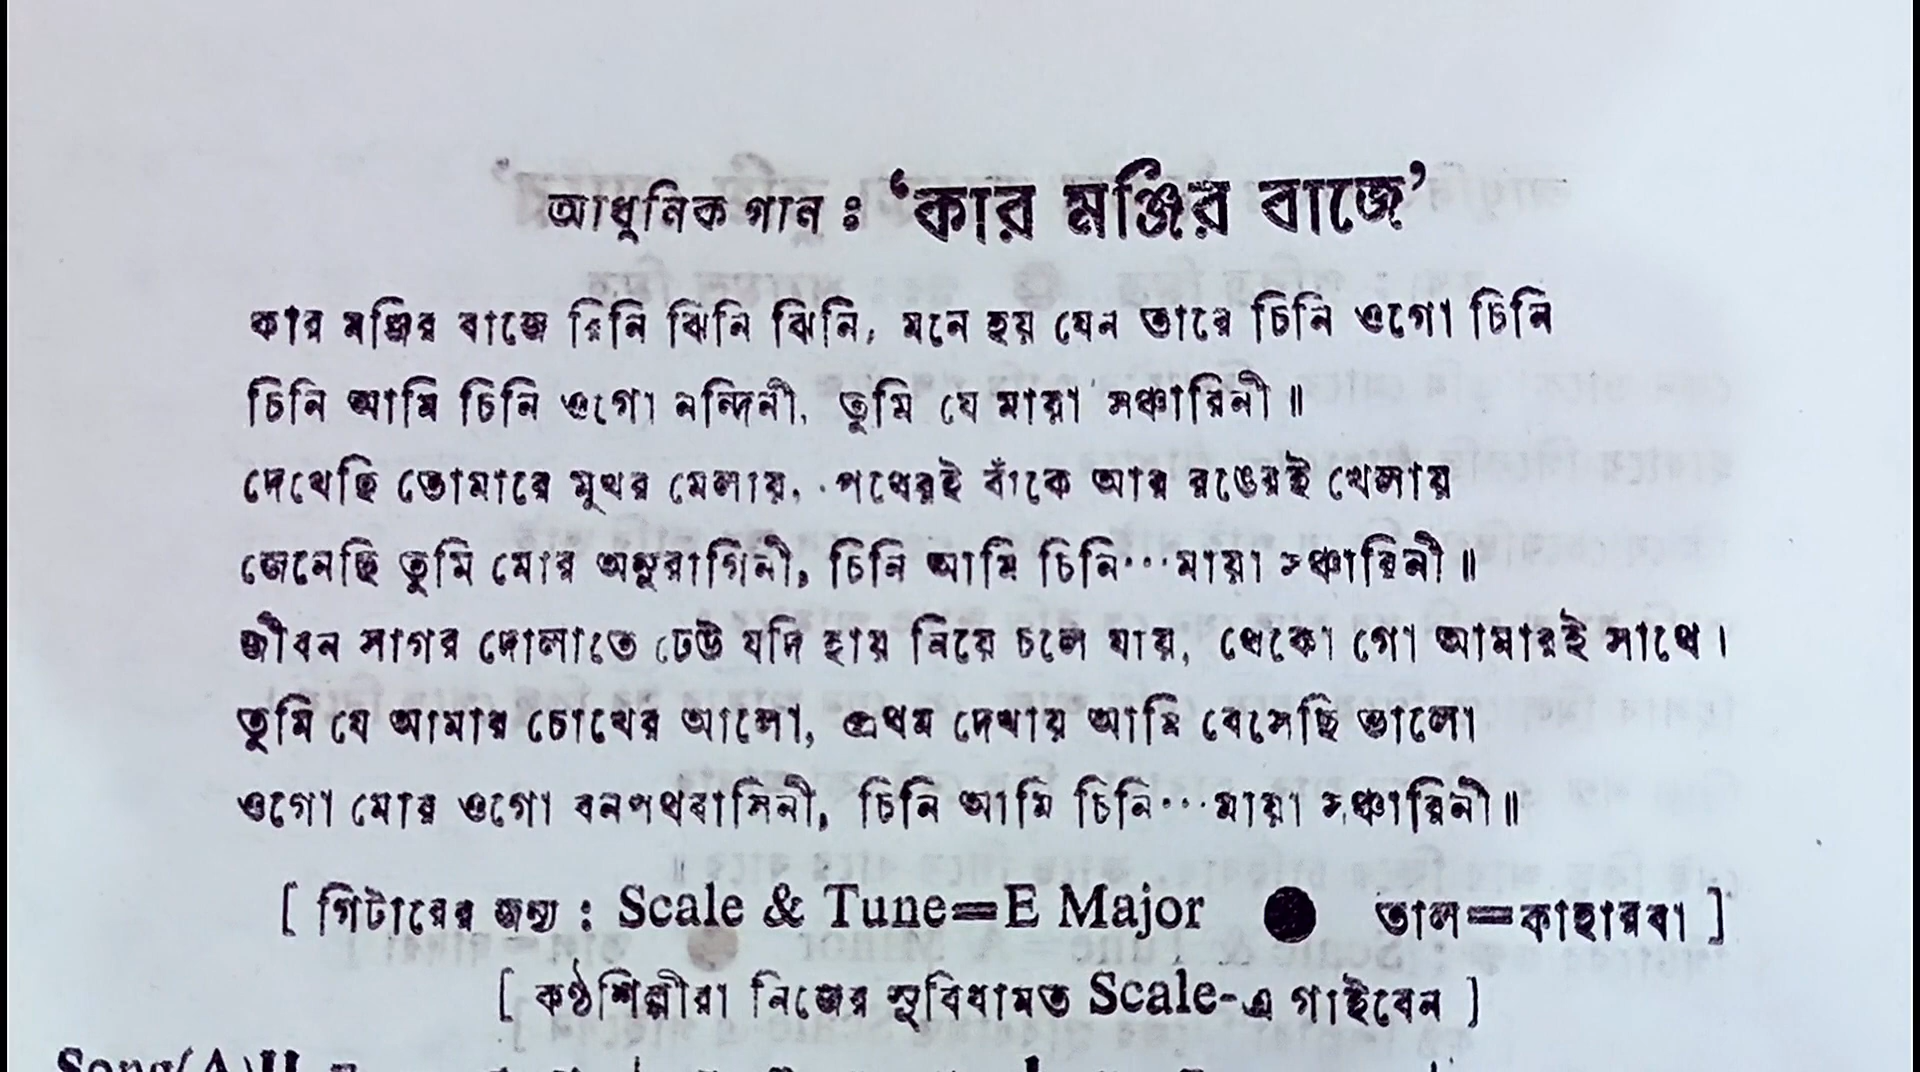 আধুনিক গান : ‘কার মঞ্জির বাজে’
কার মঞ্জির বাজে রিনি ঝিনি ঝিনি, মনে হয় যেন তারে চিনি ওগো চিনি
চিনি আমি চিনি ওগো নন্দিনী, তুমি যে মায়া সঞ্চারিনী॥
দেখেছি তোমারে মুখর মেলায়, পথেরই বাঁকে আর রঙেরই খেলায়
জেনেছি তুমি মোর অনুরাগিনী, চিনি আমি চিনি···মায়া সঞ্চারিনী॥
জীবন সাগর দোলাতে ঢেউ যদি হায় নিয়ে চলে যায়, থেকো গো আমারই সাথে।
তুমি যে আমার চোখের আলো, প্রথম দেখায় আমি বেসেছি ভালো
ওগো মোর ওগো বনপথবাসিনী, চিনি আমি চিনি···মায়া সঞ্চারিনী॥
[ গিটারের জন্য : Scale & Tune=E Major ● তাল=কাহারবা ]
[ কণ্ঠশিল্পীরা নিজের সুবিধামত Scale-এ গাইবেন ]